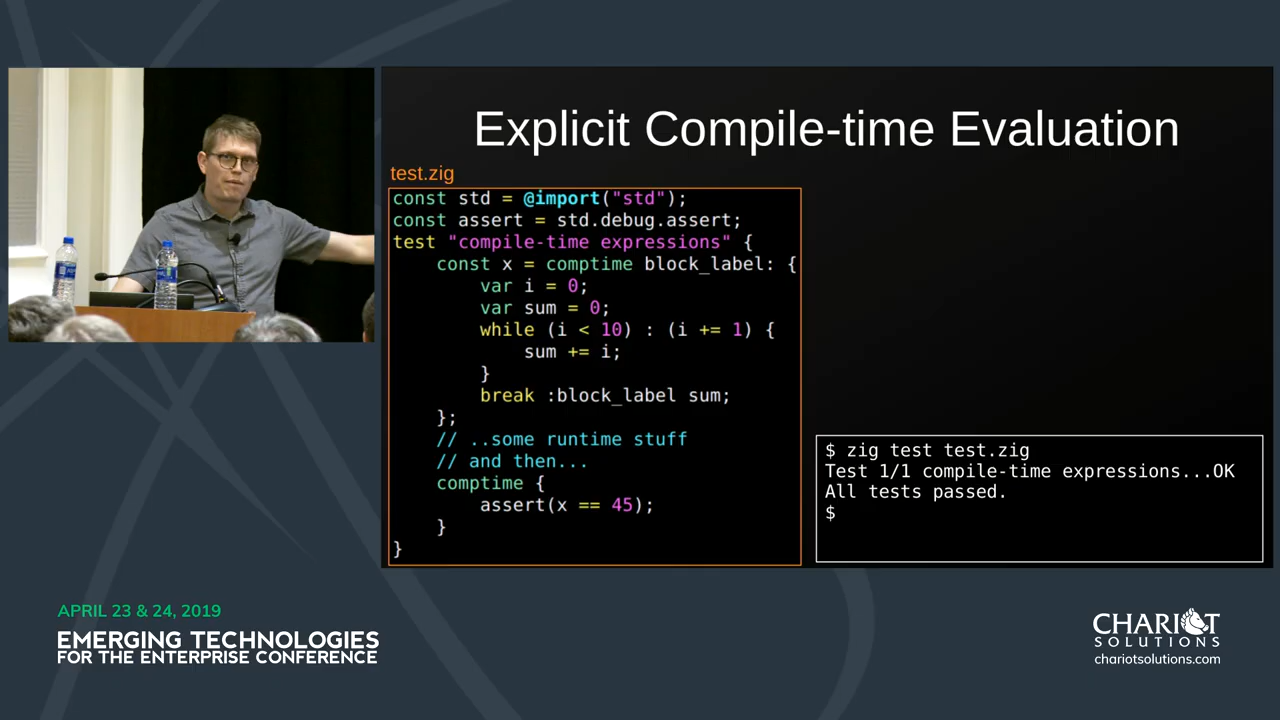 Explicit Compile-time Evaluation
test.zig
const std = @import("std");
const assert = std.debug.assert;
test "compile-time expressions" {
    const x = comptime block_label: {
        var i = 0;
        var sum = 0;
        while (i < 10) : (i += 1) {
            sum += i;
        }
        break :block_label sum;
    };
    // ..some runtime stuff
    // and then...
    comptime {
        assert(x == 45);
    }
}
$ zig test test.zig
Test 1/1 compile-time expressions...OK
All tests passed.
$
APRIL 23 & 24, 2019
EMERGING TECHNOLOGIES
FOR THE ENTERPRISE CONFERENCE
CHARIOT
SOLUTIONS
chariotsolutions.com